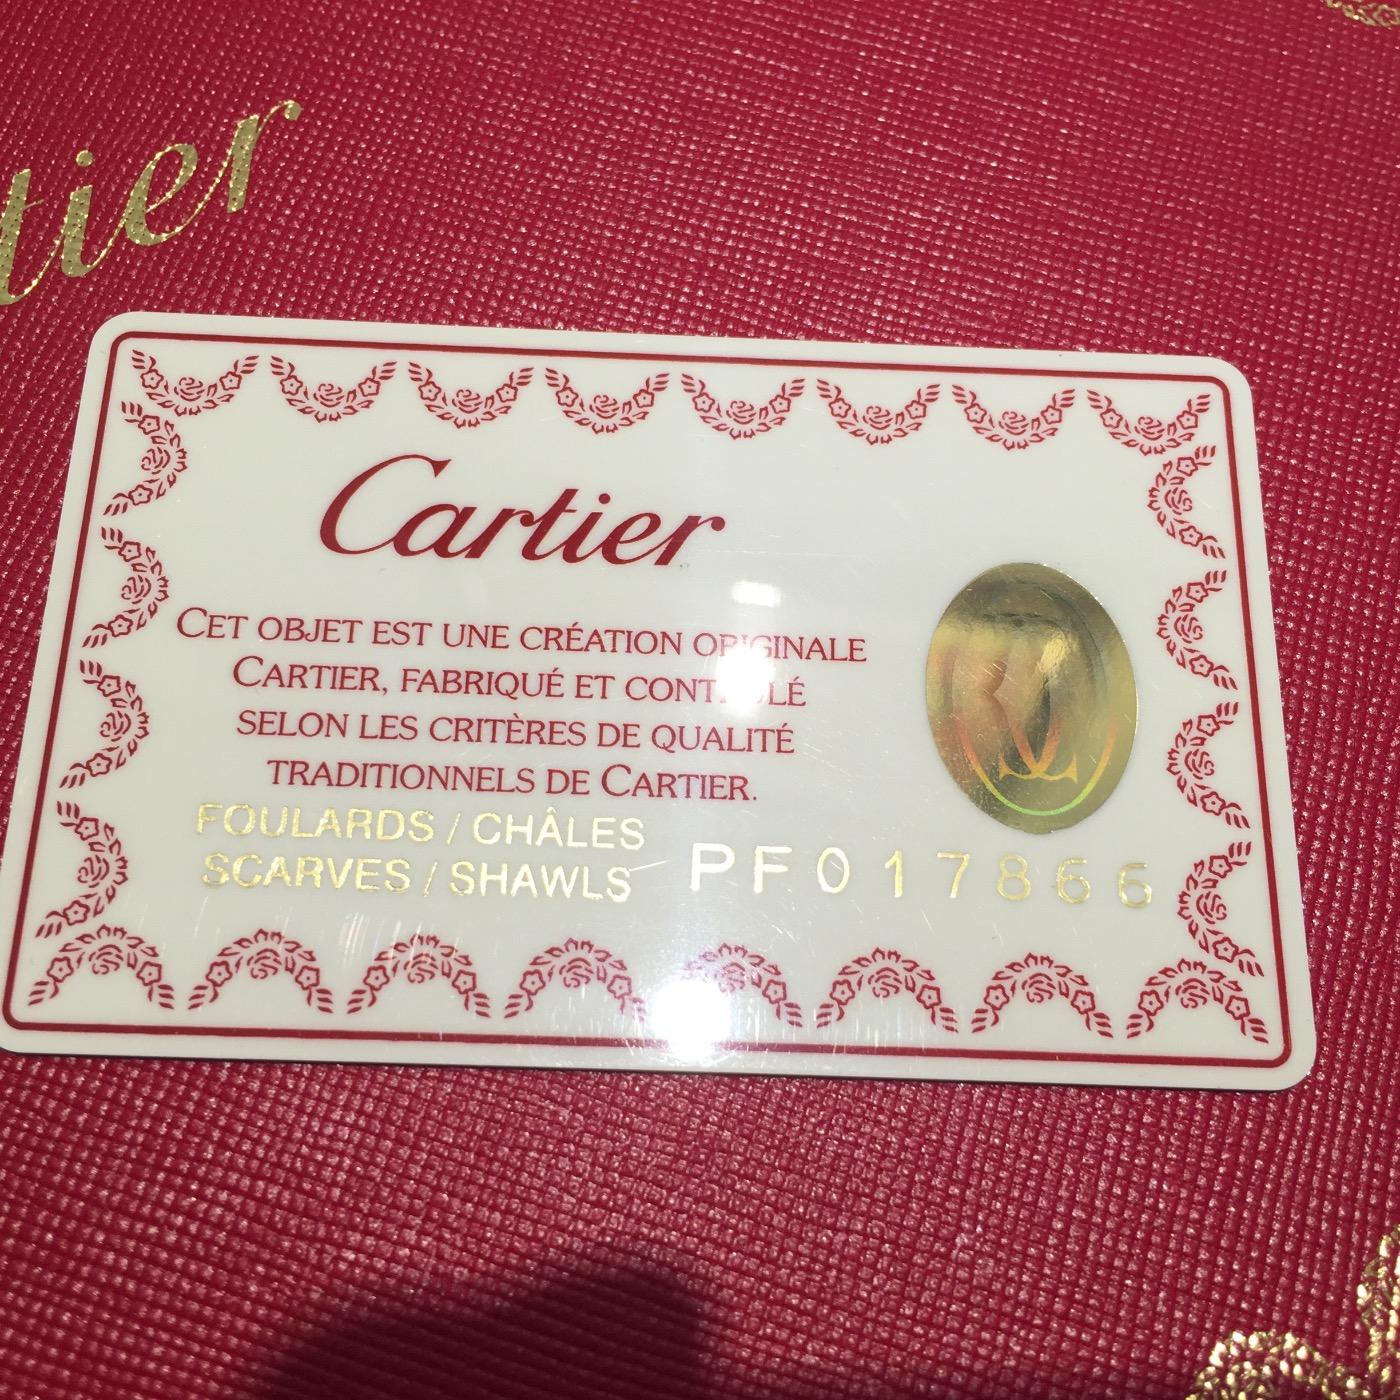 tier
Cartier
CET OBJET EST UNE CRÉATION ORIGINALE
CARTIER, FABRIQUÉ ET CONTRÔLÉ
SELON LES CRITÈRES DE QUALITÉ
TRADITIONNELS DE CARTIER.
FOULARDS / CHÂLES
SCARVES / SHAWLS
PF017866